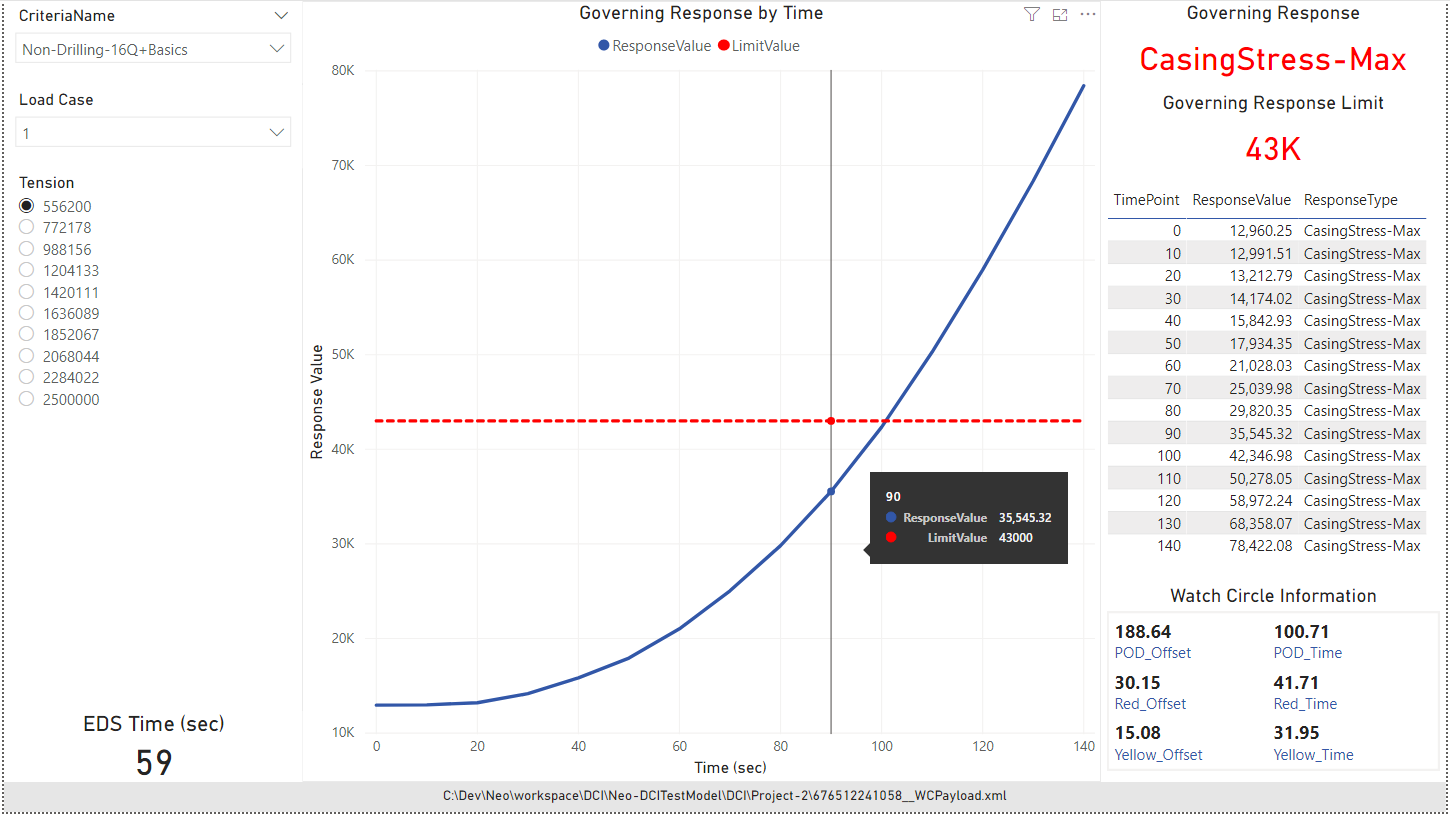 CriteriaName
Non-Drilling-16Q+Basics
Load Case
1
Tension
556200
772178
988156
1204133
1420111
1636089
1852067
2068044
2284022
2500000
EDS Time (sec)
59
Governing Response by Time
ResponseValue LimitValue
80K
70K
60K
50K
40K
30K
20K
10K
Response Value
0 20 40 60 80 100 120 140
Time (sec)
90
ResponseValue 35,545.32
LimitValue 43000
Governing Response
CasingStress-Max
Governing Response Limit
43K
TimePoint ResponseValue ResponseType
0 12,960.25 CasingStress-Max
10 12,991.51 CasingStress-Max
20 13,212.79 CasingStress-Max
30 14,174.02 CasingStress-Max
40 15,842.93 CasingStress-Max
50 17,934.35 CasingStress-Max
60 21,028.03 CasingStress-Max
70 25,039.98 CasingStress-Max
80 29,820.35 CasingStress-Max
90 35,545.32 CasingStress-Max
100 42,346.98 CasingStress-Max
110 50,278.05 CasingStress-Max
120 58,972.24 CasingStress-Max
130 68,358.07 CasingStress-Max
140 78,422.08 CasingStress-Max
Watch Circle Information
188.64 100.71
POD_Offset POD_Time
30.15 41.71
Red_Offset Red_Time
15.08 31.95
Yellow_Offset Yellow_Time
C:\Dev\Neo\workspace\DCI\Neo-DCITestModel\DCI\Project-2\676512241058__WCPayload.xml